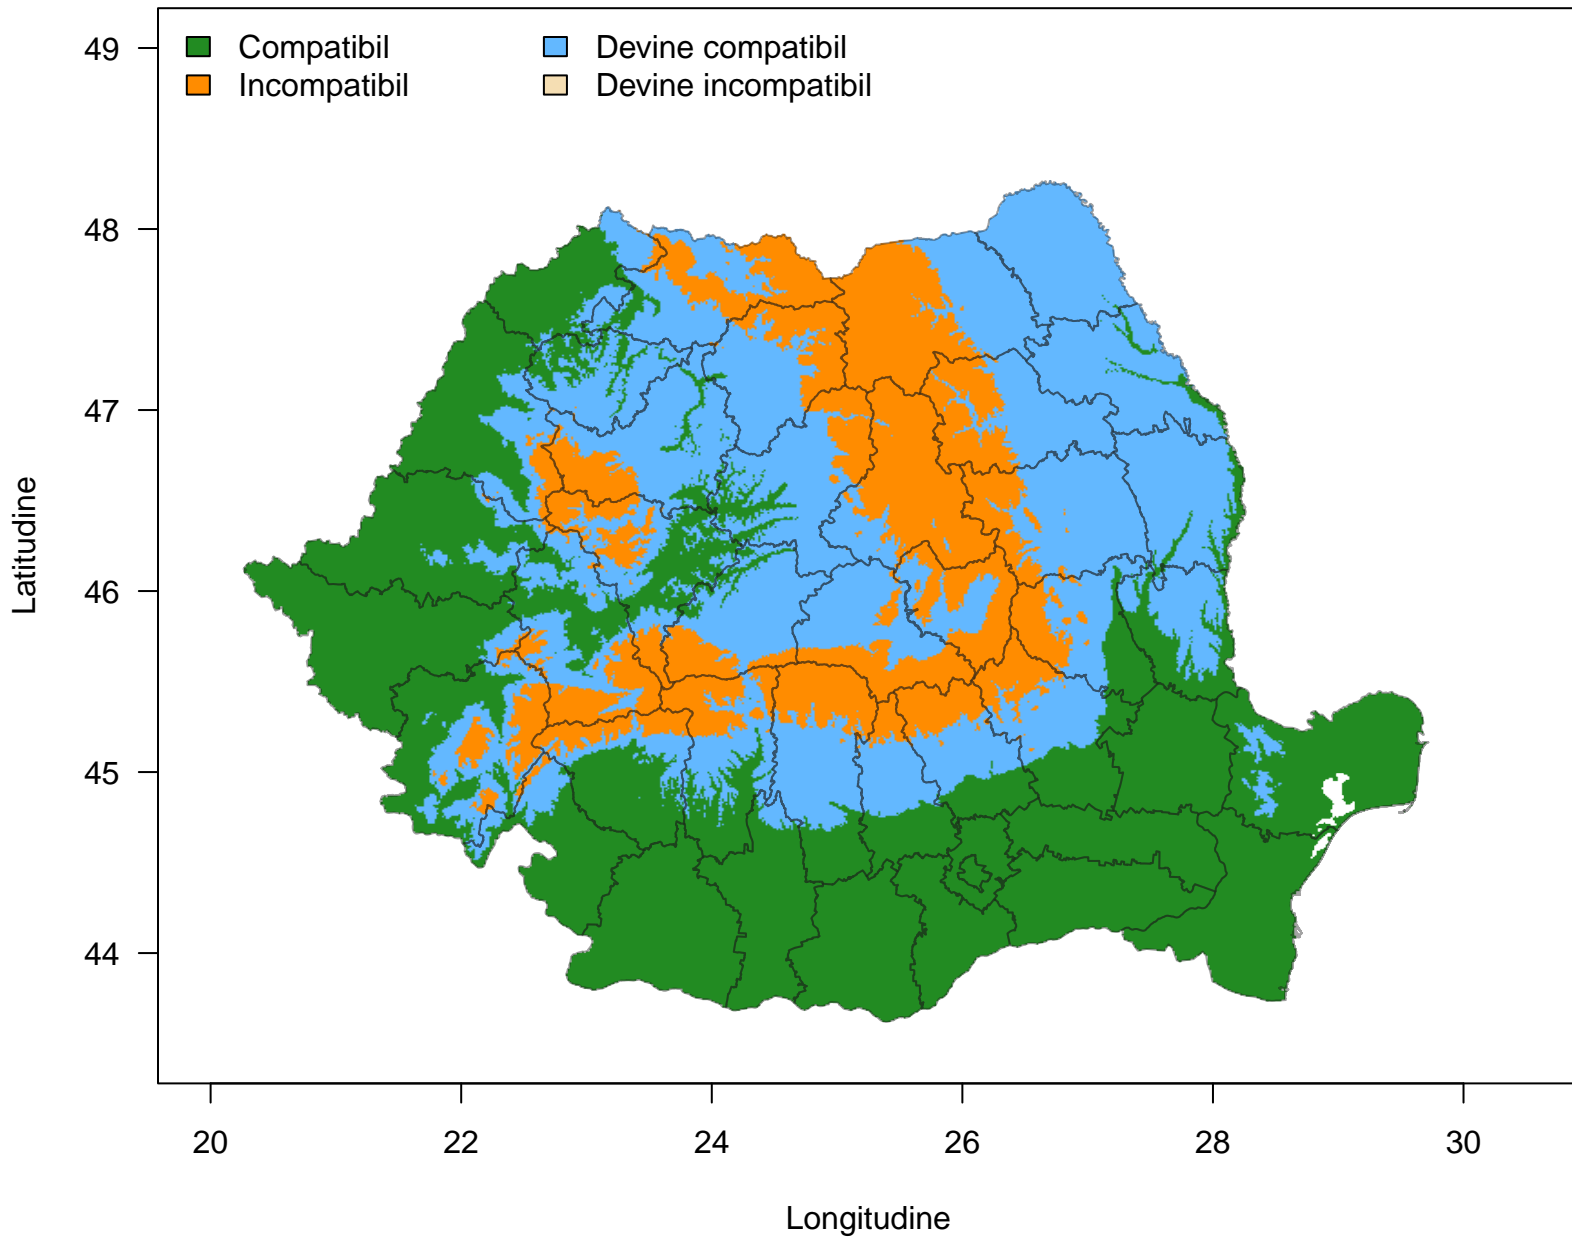 Compatibil
Devine compatibil
Incompatibil
Devine incompatibil
49
48
47
46
45
44
Latitudine
20 22 24 26 28 30
Longitudine